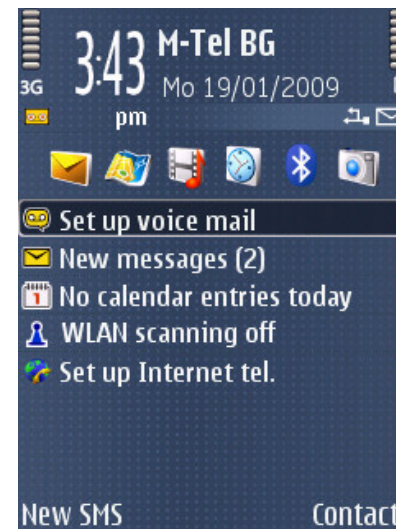 3G
3:43 pm
M-Tel BG
Mo 19/01/2009
Set up voice mail
New messages (2)
1
No calendar entries today
WLAN scanning off
Set up Internet tel.
New SMS
Contact